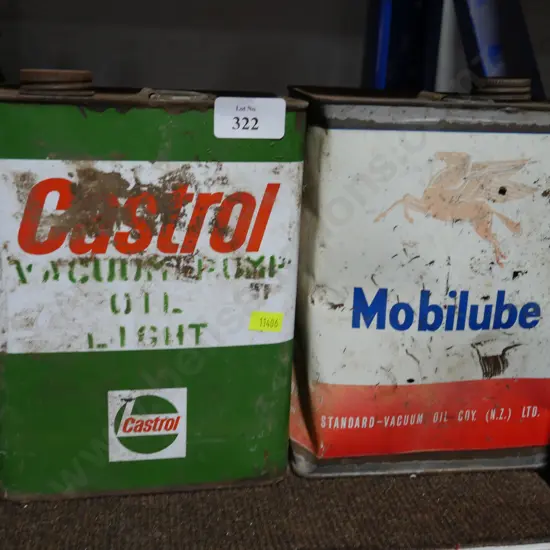 Lot No.
322
Castrol
VACUUM PUMP
OIL
LIGHT
11406
Castrol
Mobilube
STANDARD-VACUUM OIL COY. (N.Z.) LTD.